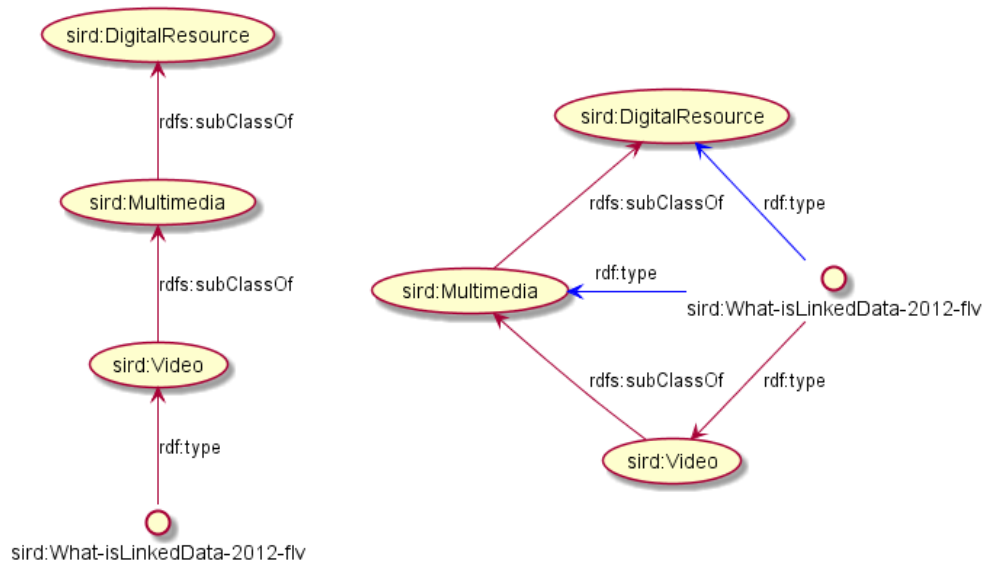 sird:DigitalResource
rdfs:subClassOf
sird:Multimedia
rdfs:subClassOf
sird:Video
rdf:type
sird:What-isLinkedData-2012-flv
sird:DigitalResource
rdfs:subClassOf
rdf:type
rdf:type
sird:Multimedia
sird:What-isLinkedData-2012-flv
rdfs:subClassOf
rdf:type
sird:Video